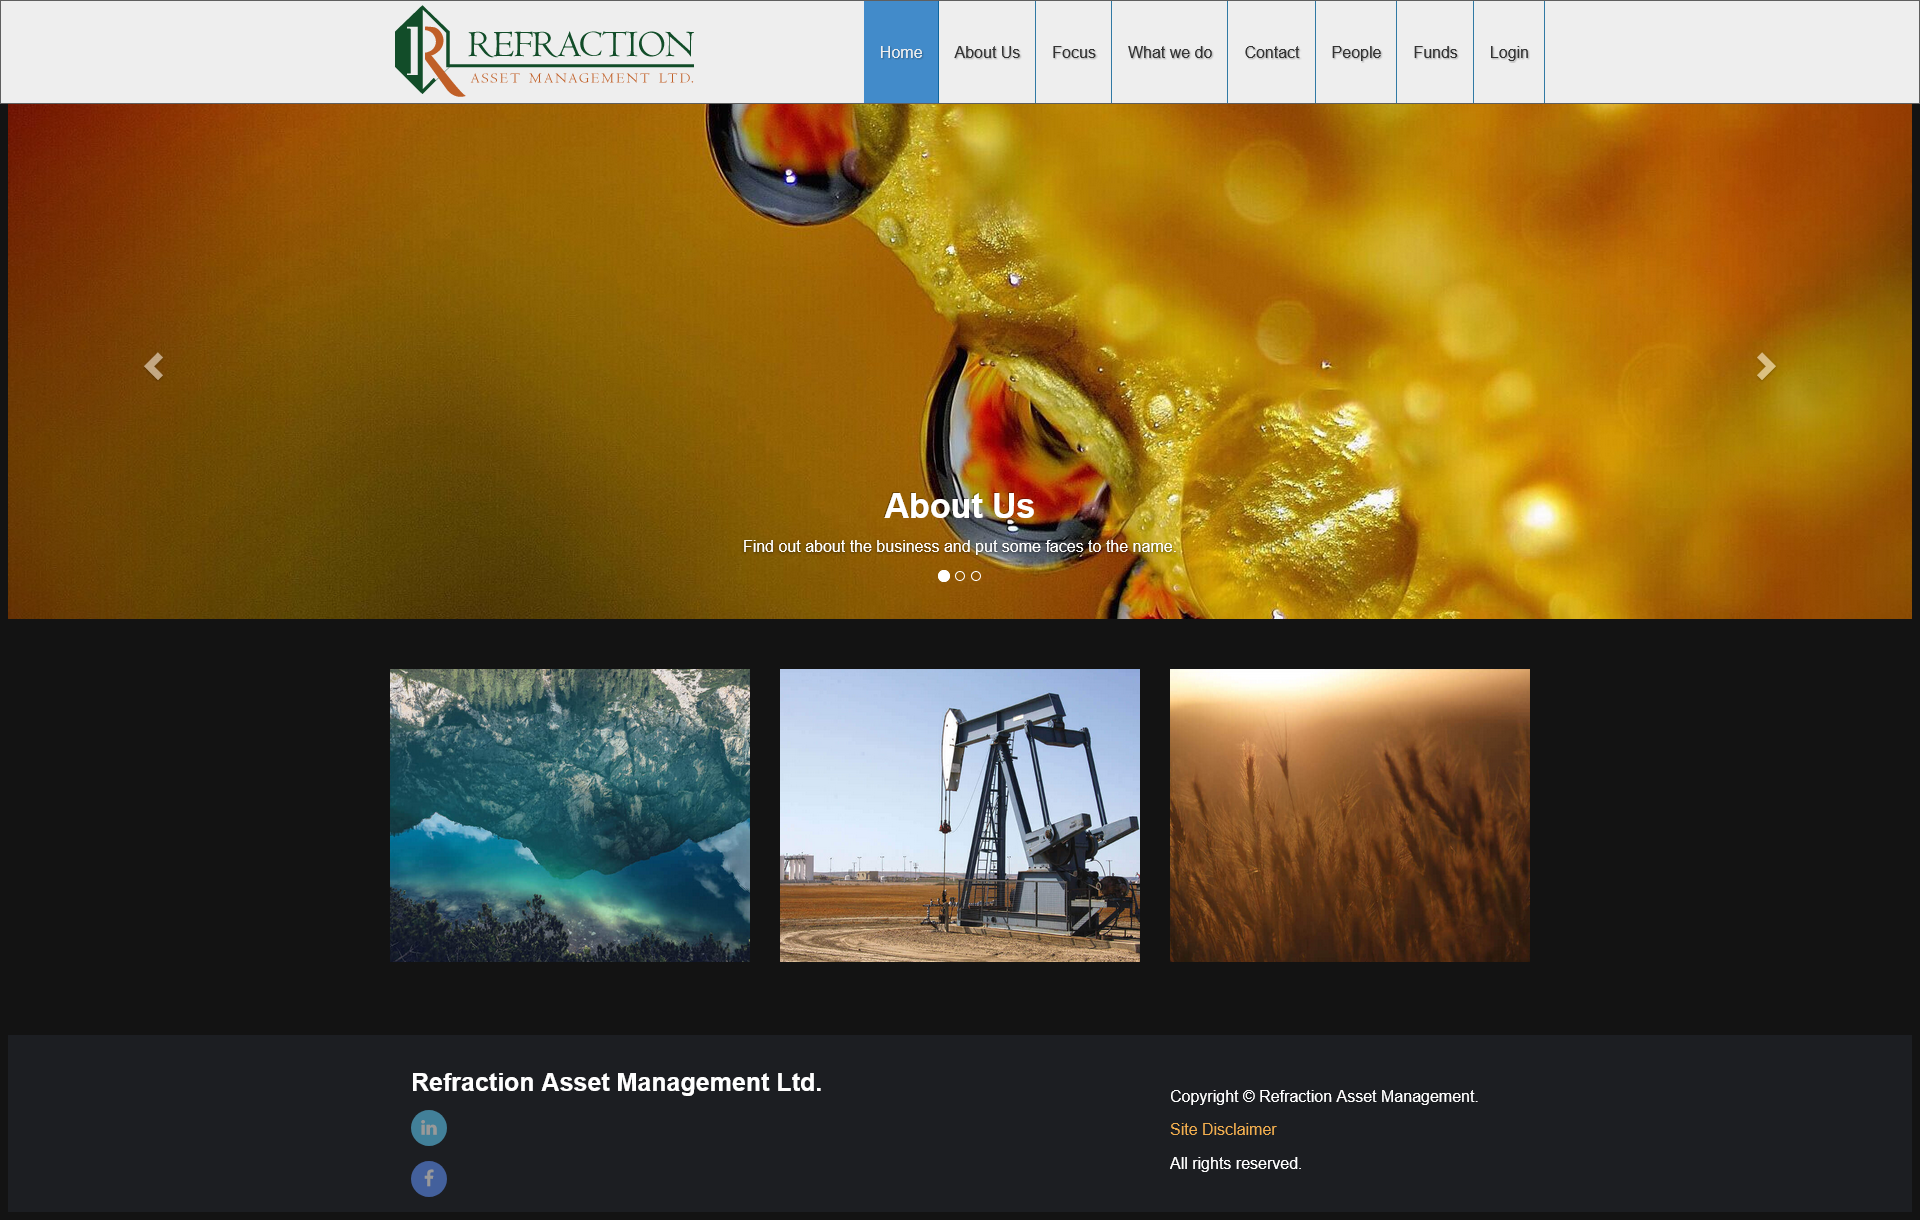 REFRACTION
ASSET MANAGEMENT LTD.
Home
About Us
Focus
What we do
Contact
People
Funds
Login
About Us
Find out about the business and put some faces to the name.
Refraction Asset Management Ltd.
in
f
Copyright © Refraction Asset Management.
Site Disclaimer
All rights reserved.